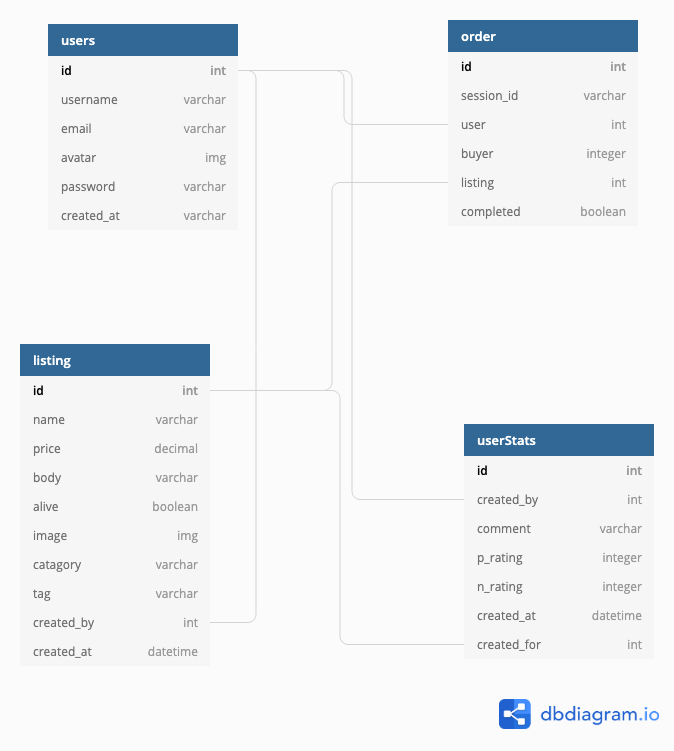 users
id int
username varchar
email varchar
avatar img
password varchar
created_at varchar
order
id int
session_id varchar
user int
buyer integer
listing int
completed boolean
listing
id int
name varchar
price decimal
body varchar
alive boolean
image img
catagory varchar
tag varchar
created_by int
created_at datetime
userStats
id int
created_by int
comment varchar
p_rating integer
n_rating integer
created_at datetime
created_for int
dbdiagram.io